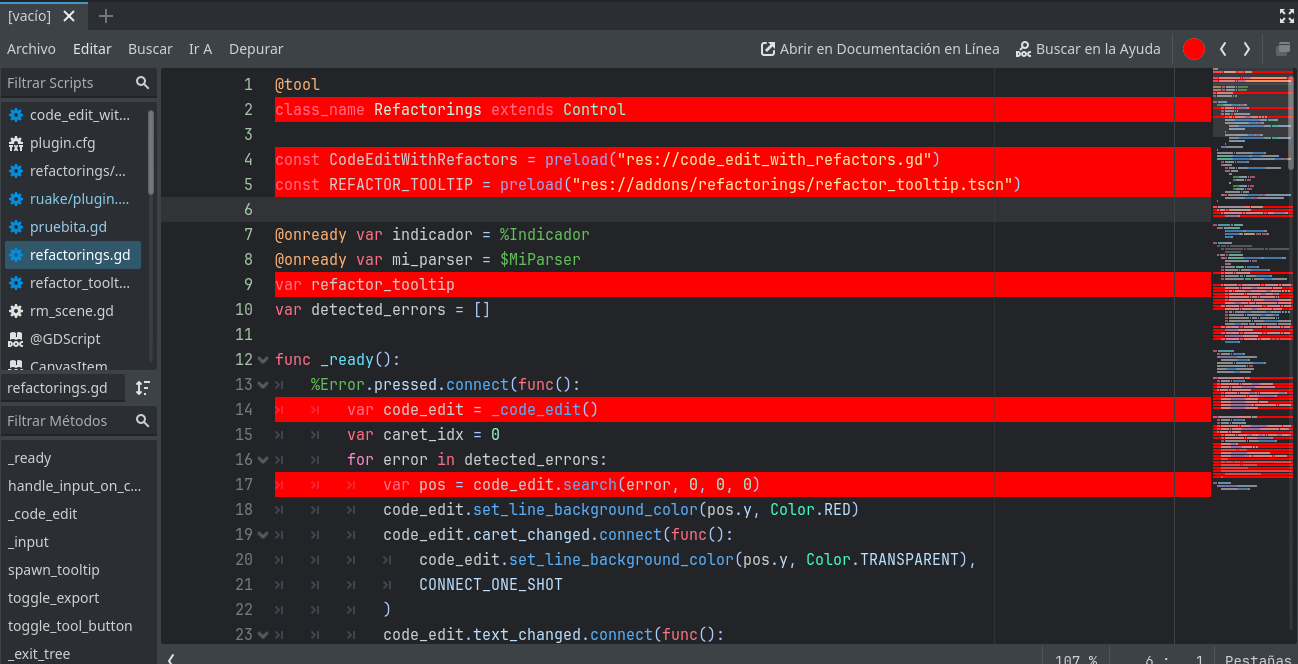 [vacío]
Archivo Editar Buscar Ir A Depurar Abrir en Documentación en Línea Buscar en la Ayuda
Filtrar Scripts
code_edit_wit...
plugin.cfg
refactorings/...
ruake/plugin....
pruebita.gd
refactorings.gd
refactor_toolt...
rm_scene.gd
@GDScript
CanvasItem
refactorings.gd
Filtrar Métodos
_ready
handle_input_on_c...
_code_edit
_input
spawn_tooltip
toggle_export
toggle_tool_button
_exit_tree
1 @tool
2 class_name Refactorings extends Control
3
4 const CodeEditWithRefactors = preload("res://code_edit_with_refactors.gd")
5 const REFACTOR_TOOLTIP = preload("res://addons/refactorings/refactor_tooltip.tscn")
6
7 @onready var indicador = %Indicador
8 @onready var mi_parser = $MiParser
9 var refactor_tooltip
10 var detected_errors = []
11
12 func _ready():
13 %Error.pressed.connect(func():
14 var code_edit = _code_edit()
15 var caret_idx = 0
16 for error in detected_errors:
17 var pos = code_edit.search(error, 0, 0, 0)
18 code_edit.set_line_background_color(pos.y, Color.RED)
19 code_edit.caret_changed.connect(func():
20 code_edit.set_line_background_color(pos.y, Color.TRANSPARENT),
21 CONNECT_ONE_SHOT
22 )
23 code_edit.text_changed.connect(func():
107 % 6 : 1 Pestañas